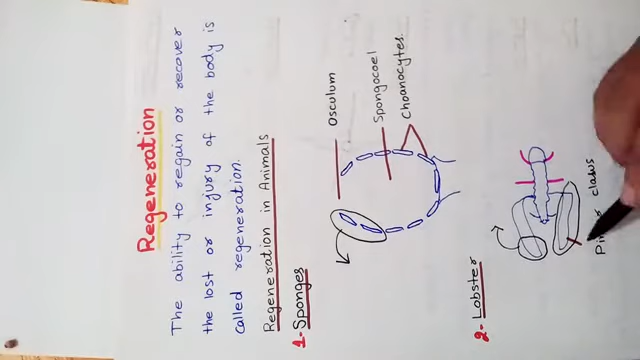 Regeneration
The ability to regain or recover
the lost or injury of the body is
called regeneration.
Regeneration in Animals
1- Sponges
Osculum
Spongocoel
Choanocytes
2- Lobster